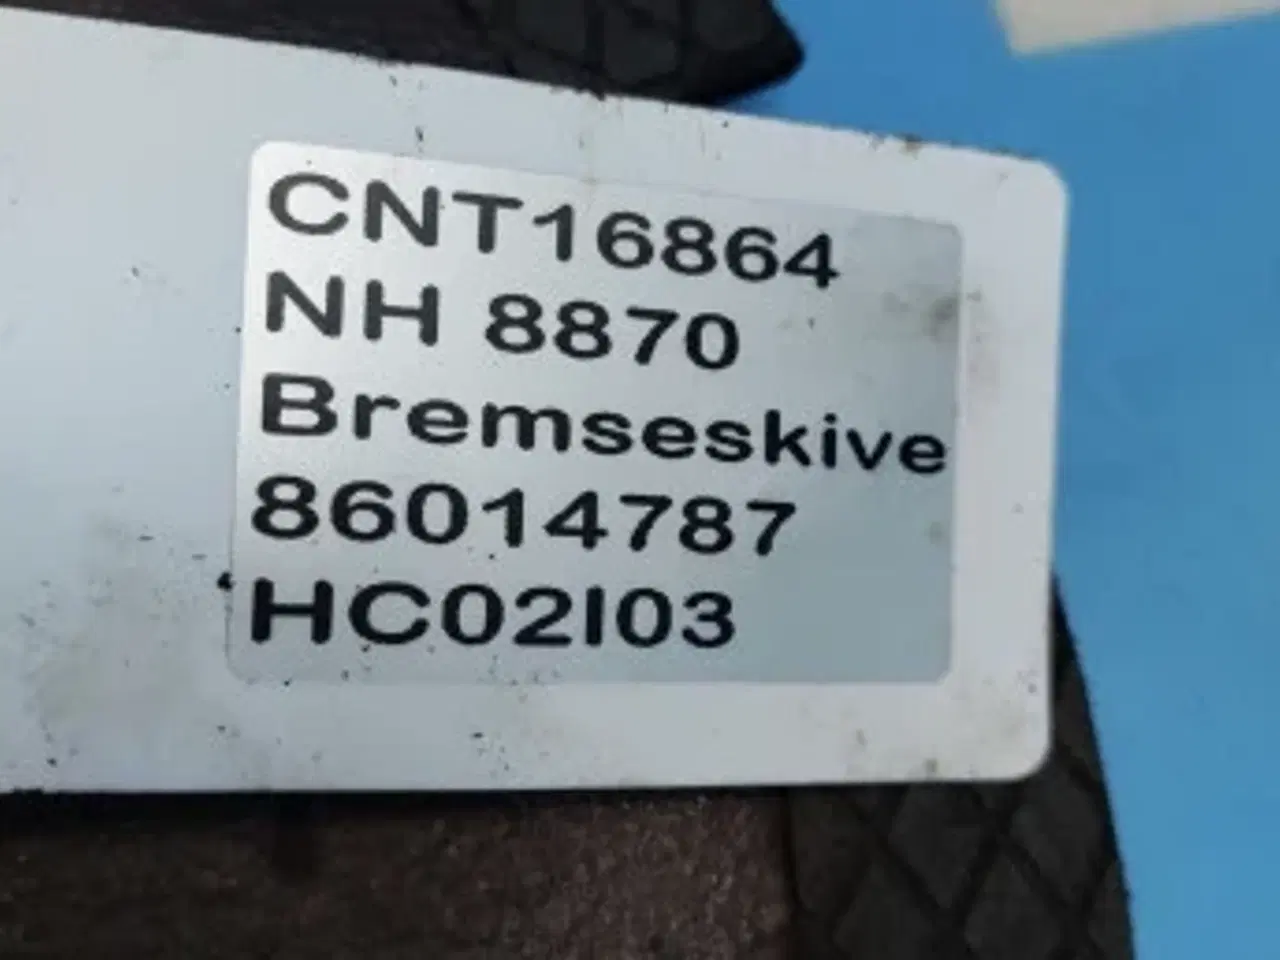 CNT16864
NH 8870
Bremseskive
86014787
HC02I03